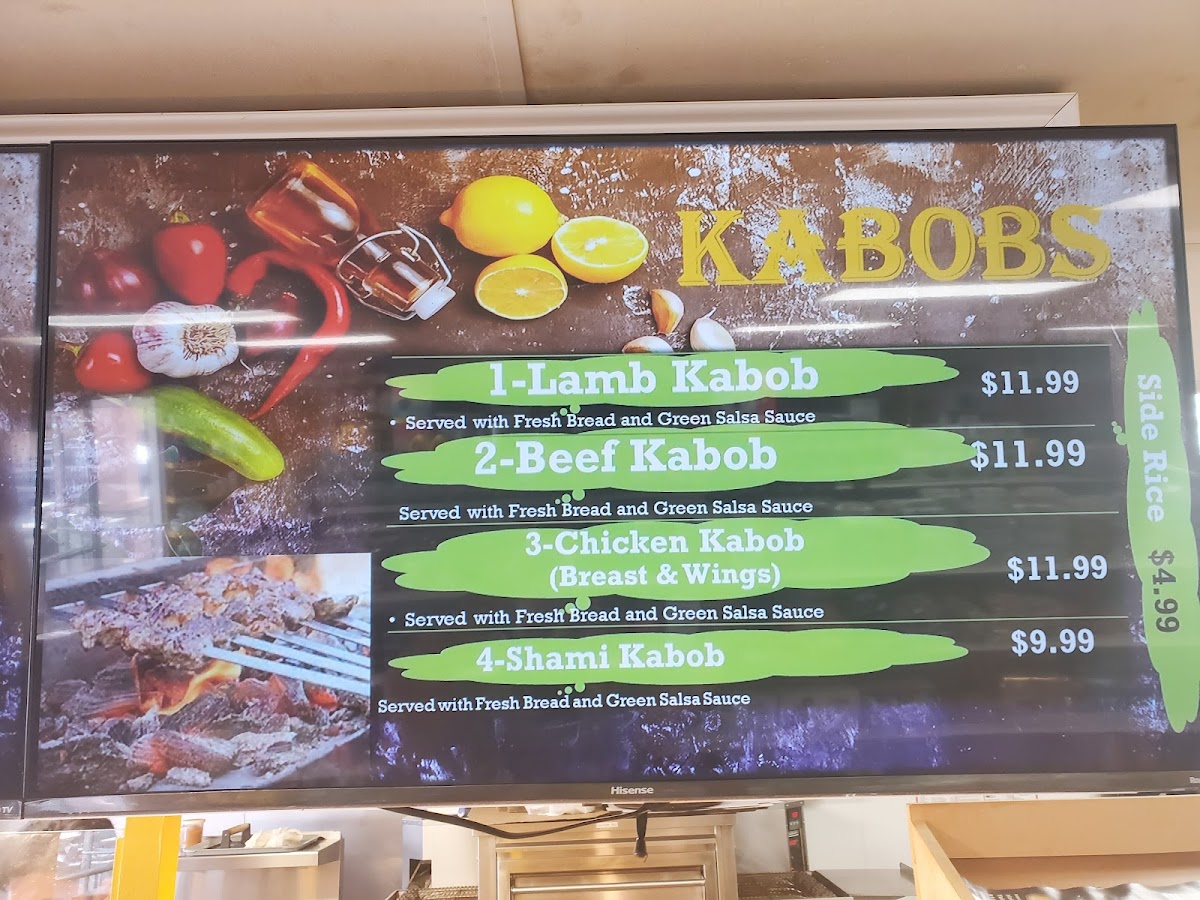 KABOBS
1-Lamb Kabob $11.99
• Served with Fresh Bread and Green Salsa Sauce
2-Beef Kabob $11.99
Served with Fresh Bread and Green Salsa Sauce
3-Chicken Kabob
(Breast & Wings) $11.99
• Served with Fresh Bread and Green Salsa Sauce
4-Shami Kabob $9.99
Served with Fresh Bread and Green Salsa Sauce
Side Rice $4.99
Hisense
TV